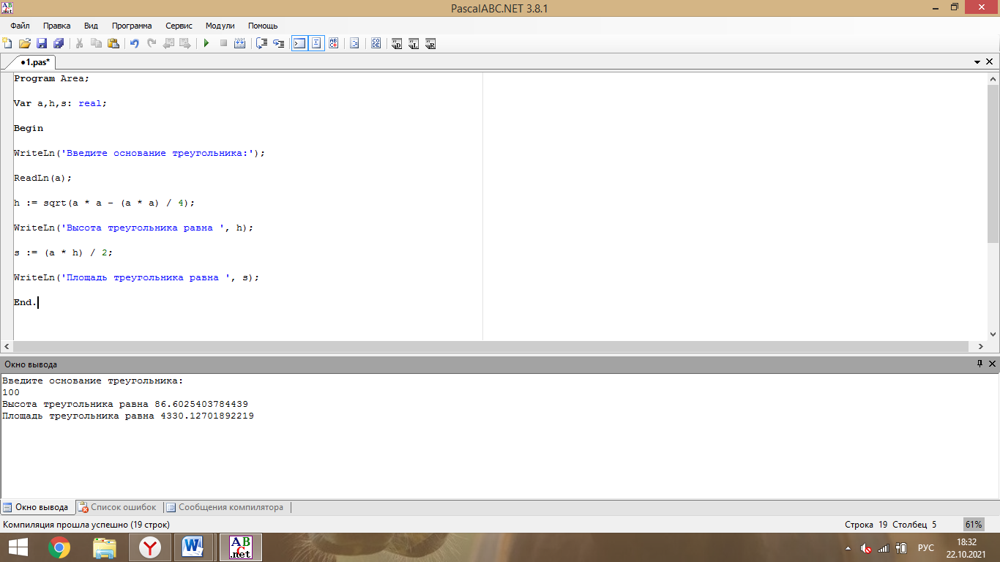 PascalABC.NET 3.8.1
Файл Правка Вид Программа Сервис Модули Помощь
•1.pas*
Program Area;
Var a,h,s: real;
Begin
WriteLn('Введите основание треугольника:');
ReadLn(a);
h := sqrt(a * a - (a * a) / 4);
WriteLn('Высота треугольника равна ', h);
s := (a * h) / 2;
WriteLn('Площадь треугольника равна ', s);
End.
Окно вывода
Введите основание треугольника:
100
Высота треугольника равна 86.6025403784439
Площадь треугольника равна 4330.12701892219
Окно вывода Список ошибок Сообщения компилятора
Компиляция прошла успешно (19 строк) Строка 19 Столбец 5 61%
РУС 18:32
22.10.2021